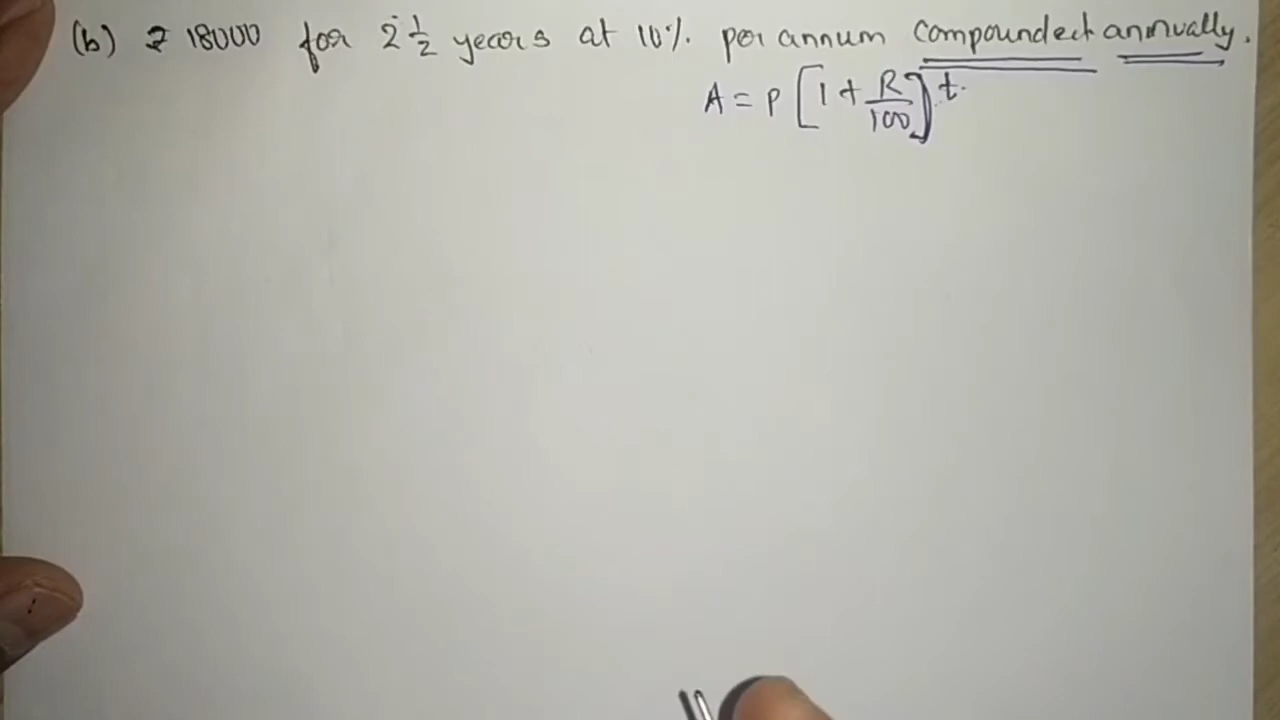 (b) ₹ 18000 for 2 1/2 years at 10% per annum compounded annually.
A = P [1 + R/100]^t.